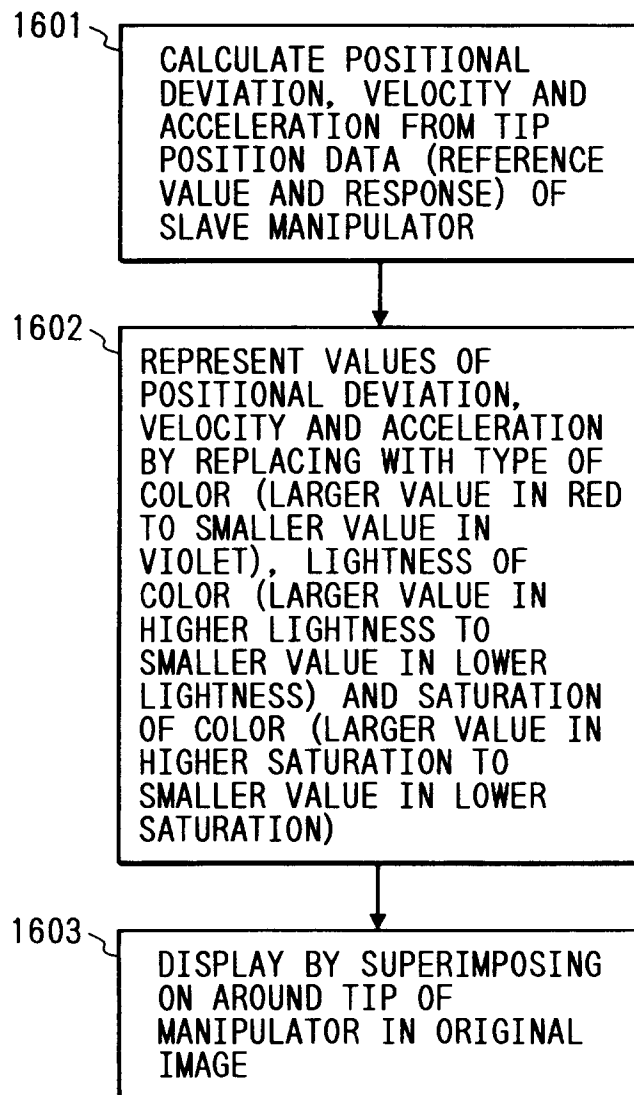 1601
CALCULATE POSITIONAL
DEVIATION, VELOCITY AND
ACCELERATION FROM TIP
POSITION DATA (REFERENCE
VALUE AND RESPONSE) OF
SLAVE MANIPULATOR
1602
REPRESENT VALUES OF
POSITIONAL DEVIATION,
VELOCITY AND ACCELERATION
BY REPLACING WITH TYPE OF
COLOR (LARGER VALUE IN RED
TO SMALLER VALUE IN
VIOLET), LIGHTNESS OF
COLOR (LARGER VALUE IN
HIGHER LIGHTNESS TO
SMALLER VALUE IN LOWER
LIGHTNESS) AND SATURATION
OF COLOR (LARGER VALUE IN
HIGHER SATURATION TO
SMALLER VALUE IN LOWER
SATURATION)
1603
DISPLAY BY SUPERIMPOSING
ON AROUND TIP OF
MANIPULATOR IN ORIGINAL
IMAGE